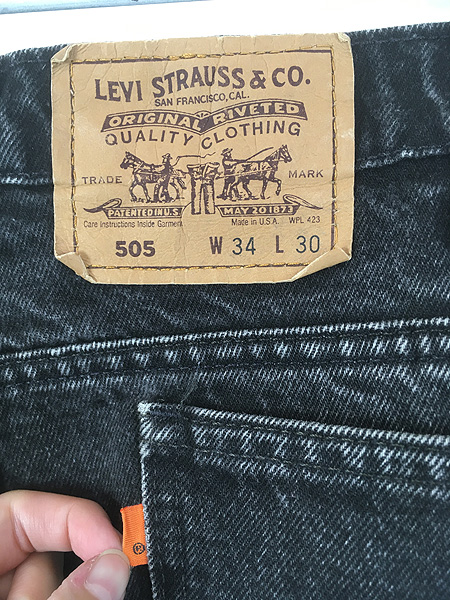 LEVI STRAUSS & CO.
SAN FRANCISCO, CAL.
ORIGINAL RIVETED
QUALITY CLOTHING
TRADE MARK
PATENTED IN U.S. MAY 20 1873
Care Instructions Inside Garment Made in U.S.A. WPL 423
505 W 34 L 30
®